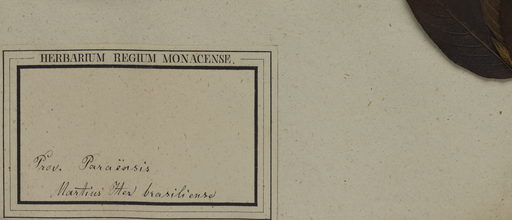 HERBARIUM REGIUM MONACENSE.
Prov. Paraënsis
Martius Iter brasiliense